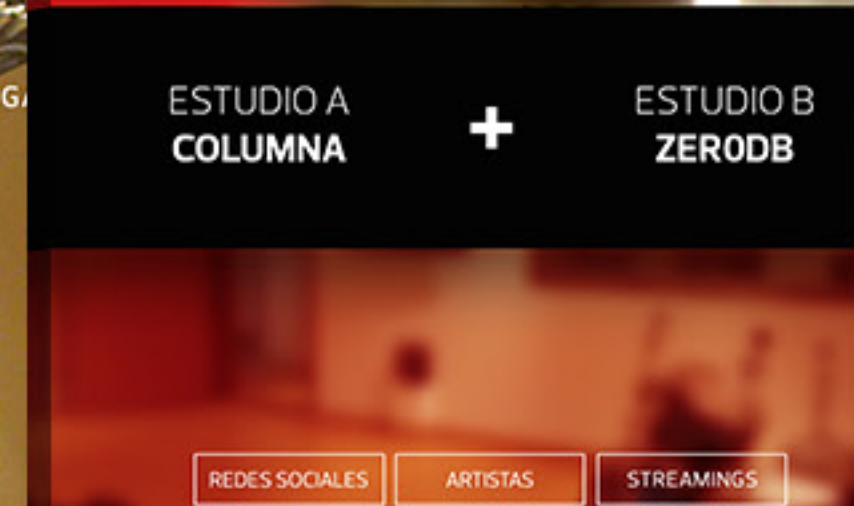 ESTUDIO A
COLUMNA
+
ESTUDIO B
ZER0DB
REDES SOCIALES
ARTISTAS
STREAMINGS